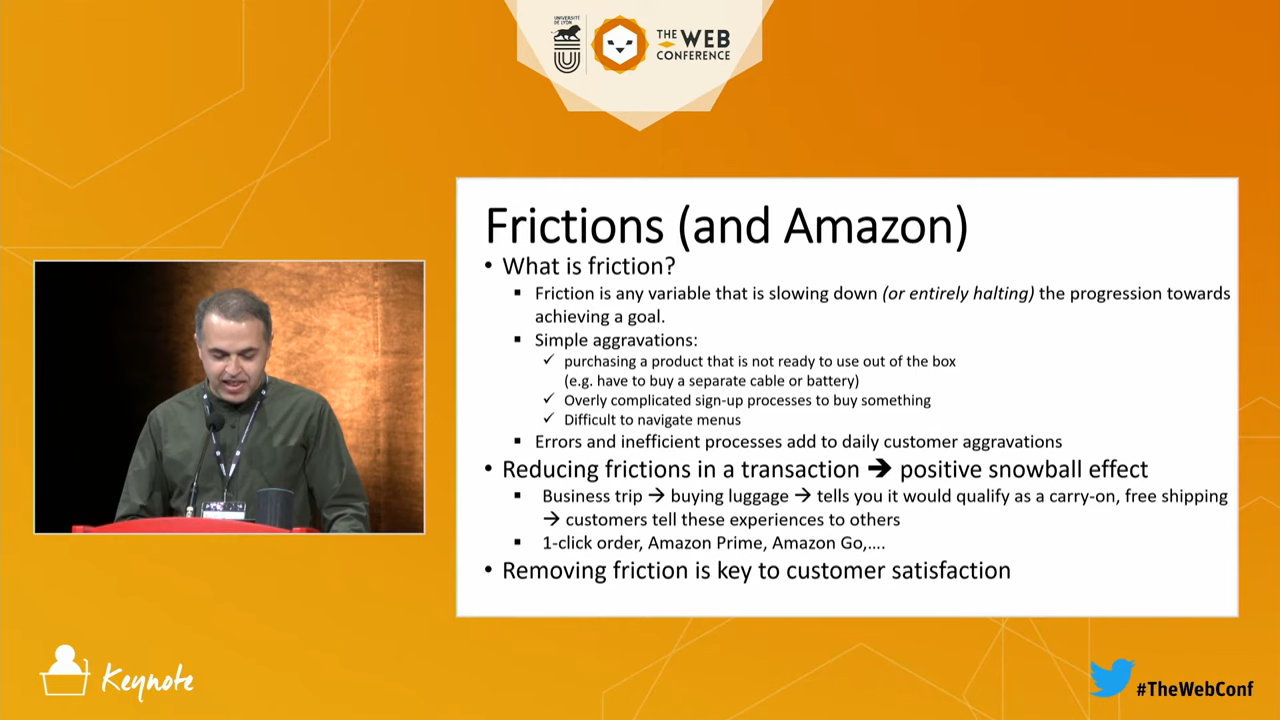 UNIVERSITÉ
DE LYON
THE WEB
CONFERENCE
Frictions (and Amazon)
• What is friction?
▪ Friction is any variable that is slowing down (or entirely halting) the progression towards
achieving a goal.
▪ Simple aggravations:
✓ purchasing a product that is not ready to use out of the box
(e.g. have to buy a separate cable or battery)
✓ Overly complicated sign-up processes to buy something
✓ Difficult to navigate menus
▪ Errors and inefficient processes add to daily customer aggravations
• Reducing frictions in a transaction ➔ positive snowball effect
▪ Business trip → buying luggage → tells you it would qualify as a carry-on, free shipping
→ customers tell these experiences to others
▪ 1-click order, Amazon Prime, Amazon Go,....
• Removing friction is key to customer satisfaction
Keynote
#TheWebConf